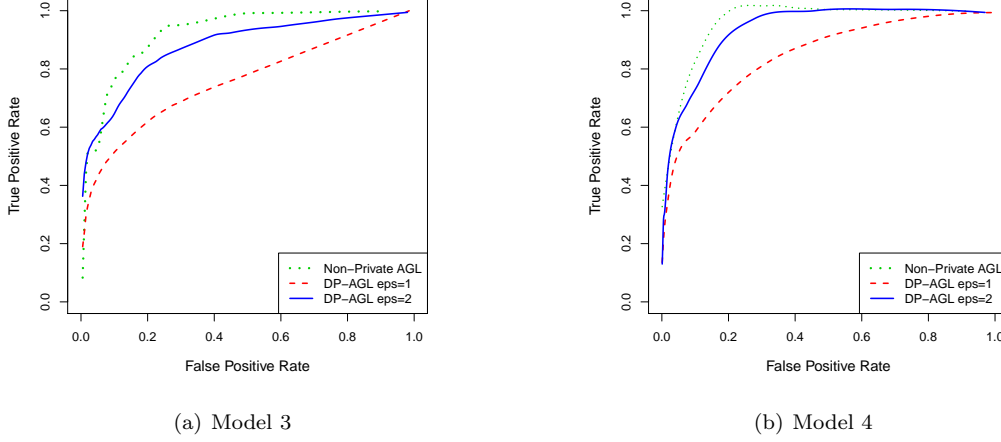 True Positive Rate
1.0
0.8
0.6
0.4
0.2
0.0
Non−Private AGL
DP−AGL eps=1
DP−AGL eps=2
0.0 0.2 0.4 0.6 0.8 1.0
False Positive Rate
(a) Model 3
True Positive Rate
1.0
0.8
0.6
0.4
0.2
0.0
Non−Private AGL
DP−AGL eps=1
DP−AGL eps=2
0.0 0.2 0.4 0.6 0.8 1.0
False Positive Rate
(b) Model 4